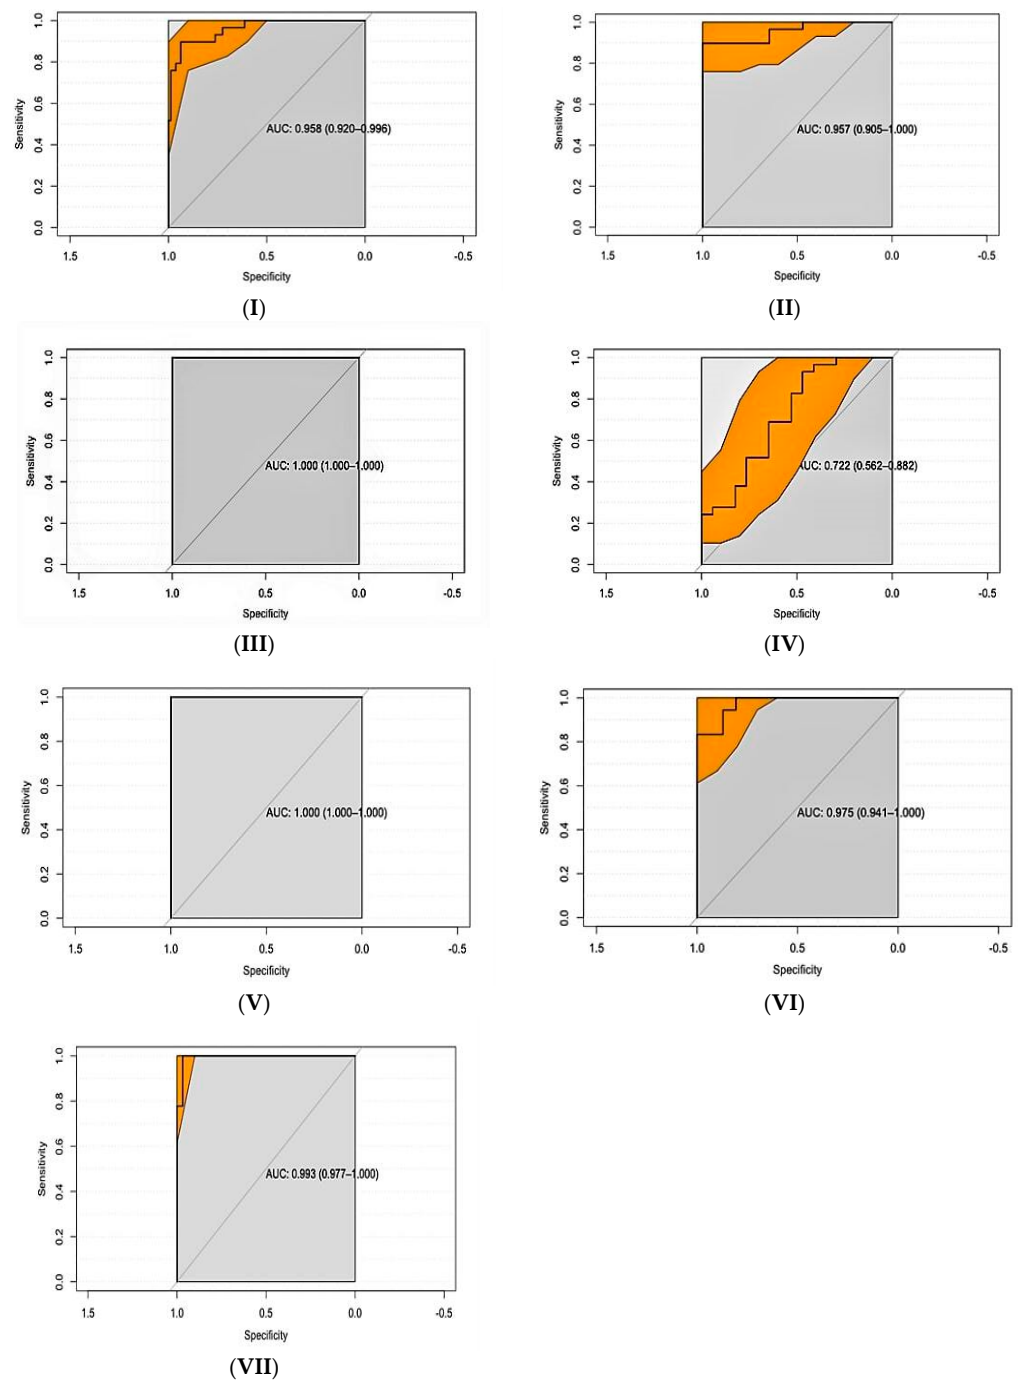 1.0
0.8
0.6
0.4
0.2
0.0
Sensitivity
AUC: 0.958 (0.920–0.996)
1.5 1.0 0.5 0.0 -0.5
Specificity
(I)
1.0
0.8
0.6
0.4
0.2
0.0
Sensitivity
AUC: 0.957 (0.905–1.000)
1.5 1.0 0.5 0.0 -0.5
Specificity
(II)
1.0
0.8
0.6
0.4
0.2
0.0
Sensitivity
AUC: 1.000 (1.000–1.000)
1.5 1.0 0.5 0.0 -0.5
Specificity
(III)
1.0
0.8
0.6
0.4
0.2
0.0
Sensitivity
AUC: 0.722 (0.562–0.882)
1.5 1.0 0.5 0.0 -0.5
Specificity
(IV)
1.0
0.8
0.6
0.4
0.2
0.0
Sensitivity
AUC: 1.000 (1.000–1.000)
1.5 1.0 0.5 0.0 -0.5
Specificity
(V)
1.0
0.8
0.6
0.4
0.2
0.0
Sensitivity
AUC: 0.975 (0.941–1.000)
1.5 1.0 0.5 0.0 -0.5
Specificity
(VI)
1.0
0.8
0.6
0.4
0.2
0.0
Sensitivity
AUC: 0.993 (0.977–1.000)
1.5 1.0 0.5 0.0 -0.5
Specificity
(VII)